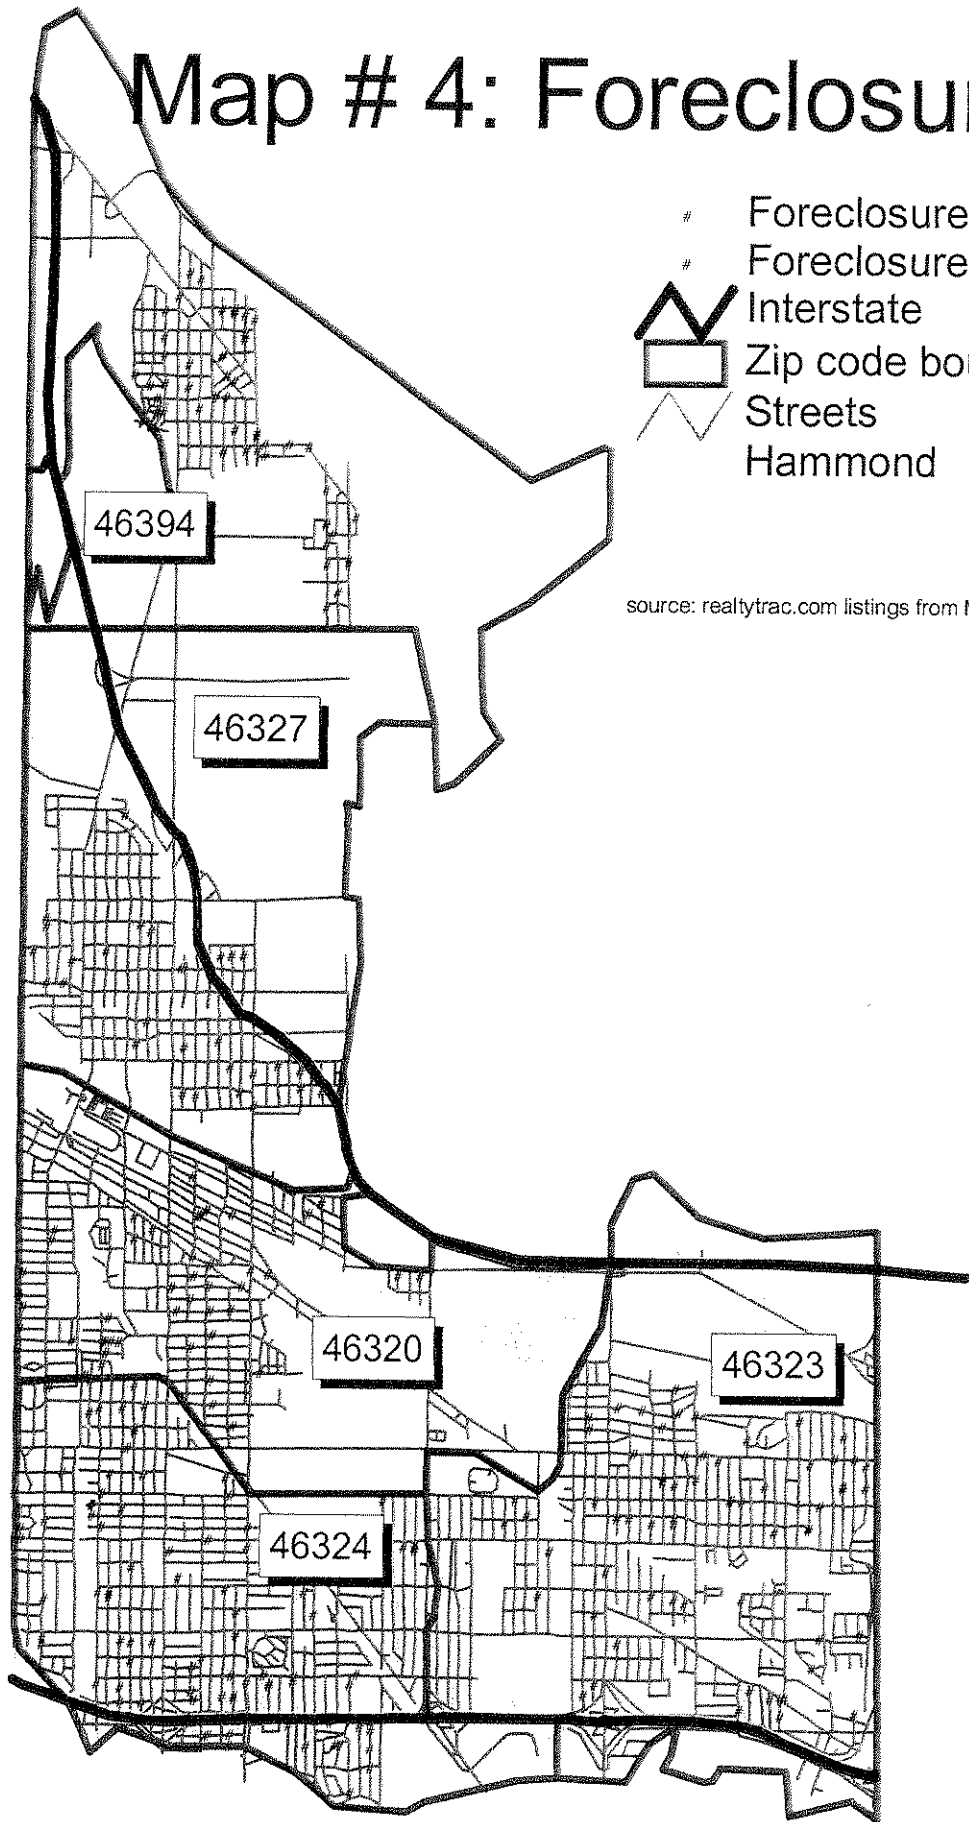 Map # 4: Foreclosu
# Foreclosure
# Foreclosure
Interstate
Zip code bou
Streets
Hammond
source: realtytrac.com listings from
46394
46327
46320
46323
46324